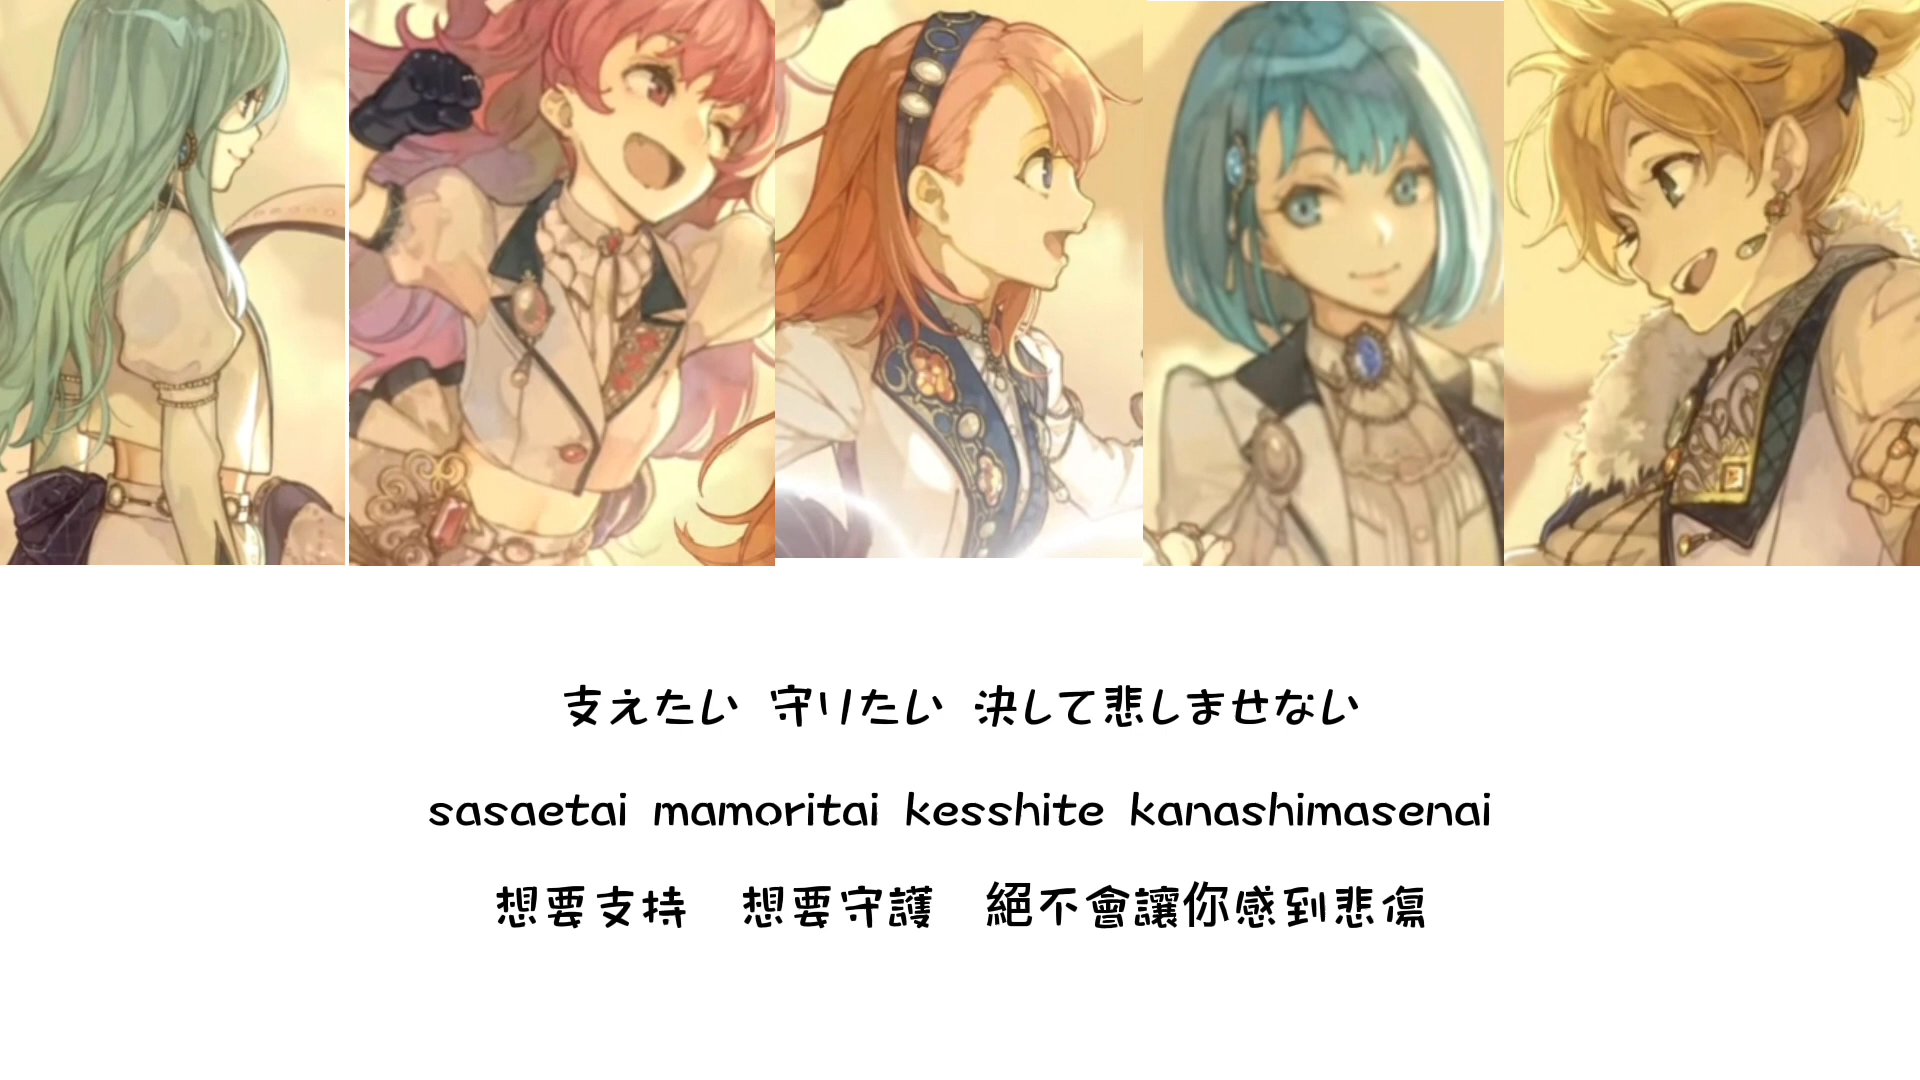 支えたい 守りたい 決して悲しませない
sasaetai mamoritai kesshite kanashimasenai
想要支持　想要守護　絕不會讓你感到悲傷